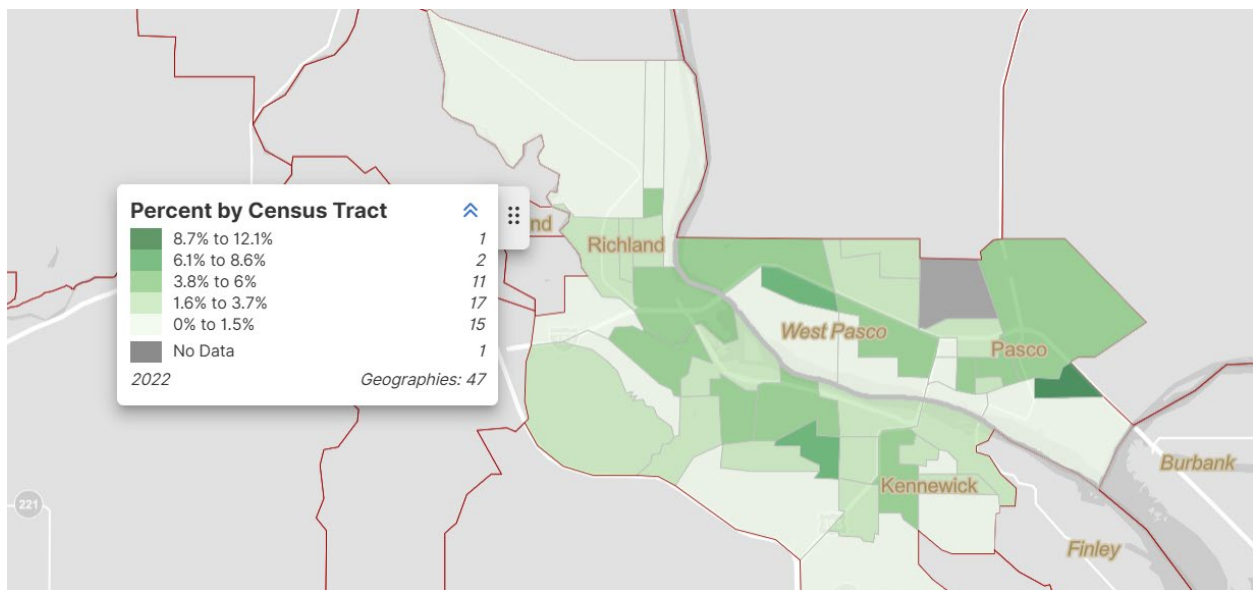 Percent by Census Tract
8.7% to 12.1% 1
6.1% to 8.6% 2
3.8% to 6% 11
1.6% to 3.7% 17
0% to 1.5% 15
No Data 1
2022 Geographies: 47
nd
Richland
West Pasco
Pasco
Burbank
Kennewick
221
Finley